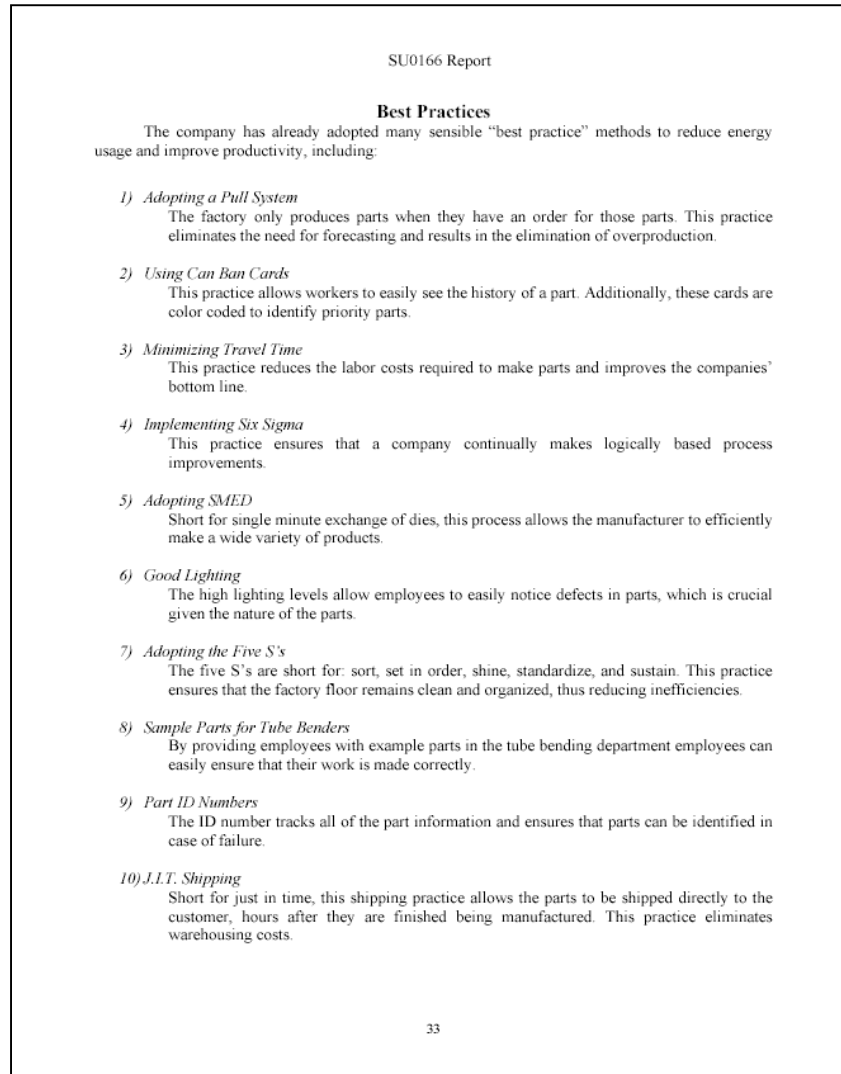 SU0166 Report
Best Practices
The company has already adopted many sensible “best practice” methods to reduce energy
usage and improve productivity, including:
1) Adopting a Pull System
The factory only produces parts when they have an order for those parts. This practice
eliminates the need for forecasting and results in the elimination of overproduction.
2) Using Can Ban Cards
This practice allows workers to easily see the history of a part. Additionally, these cards are
color coded to identify priority parts.
3) Minimizing Travel Time
This practice reduces the labor costs required to make parts and improves the companies’
bottom line.
4) Implementing Six Sigma
This practice ensures that a company continually makes logically based process
improvements.
5) Adopting SMED
Short for single minute exchange of dies, this process allows the manufacturer to efficiently
make a wide variety of products.
6) Good Lighting
The high lighting levels allow employees to easily notice defects in parts, which is crucial
given the nature of the parts.
7) Adopting the Five S’s
The five S’s are short for: sort, set in order, shine, standardize, and sustain. This practice
ensures that the factory floor remains clean and organized, thus reducing inefficiencies.
8) Sample Parts for Tube Benders
By providing employees with example parts in the tube bending department employees can
easily ensure that their work is made correctly.
9) Part ID Numbers
The ID number tracks all of the part information and ensures that parts can be identified in
case of failure.
10) J.I.T. Shipping
Short for just in time, this shipping practice allows the parts to be shipped directly to the
customer, hours after they are finished being manufactured. This practice eliminates
warehousing costs.
33